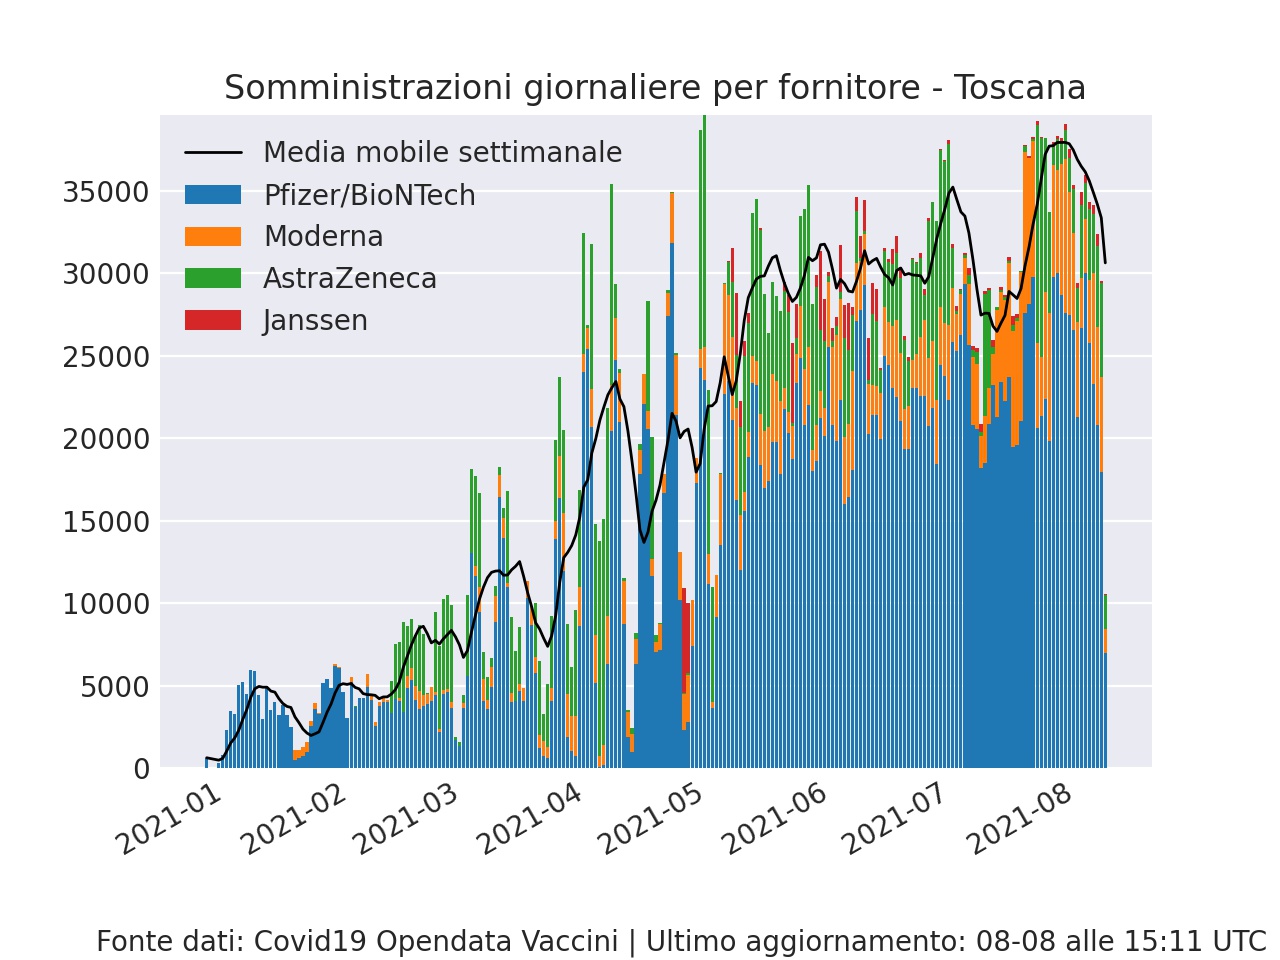 Somministrazioni giornaliere per fornitore - Toscana
Media mobile settimanale
Pfizer/BioNTech
Moderna
AstraZeneca
Janssen
35000
30000
25000
20000
15000
10000
5000
0
2021-01
2021-02
2021-03
2021-04
2021-05
2021-06
2021-07
2021-08
Fonte dati: Covid19 Opendata Vaccini | Ultimo aggiornamento: 08-08 alle 15:11 UTC